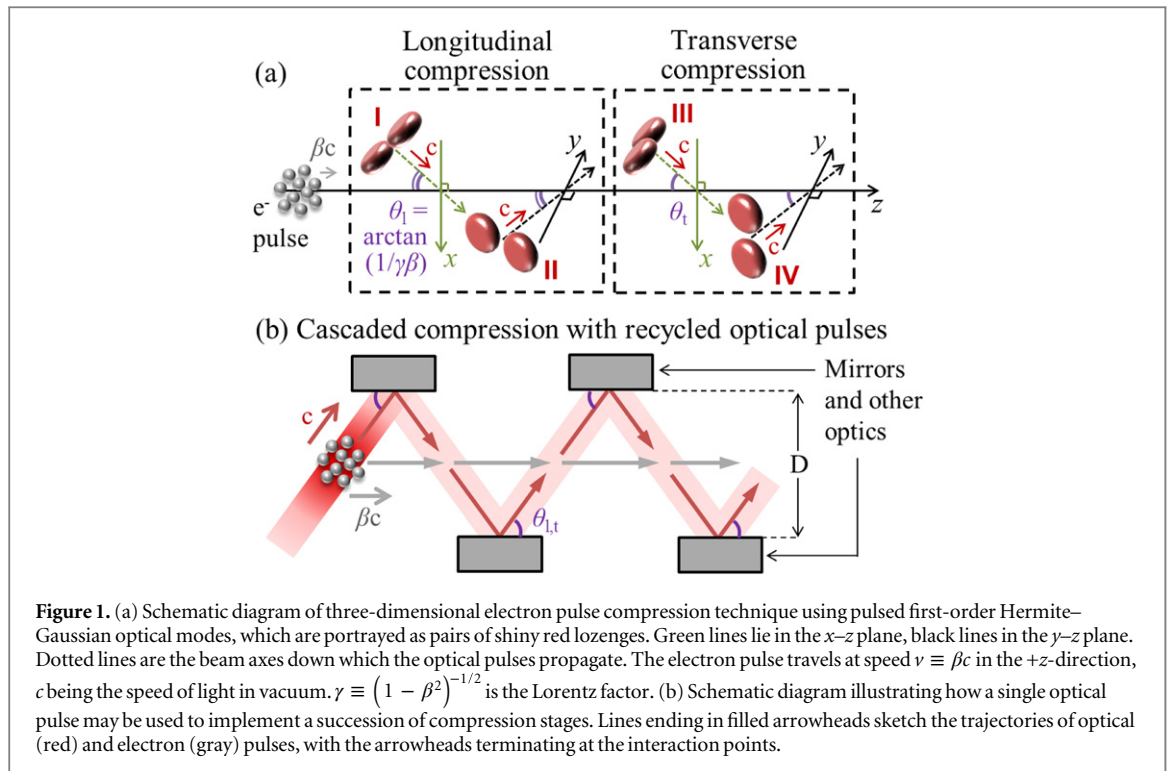 Longitudinal compression
Transverse compression
(a)
I
III
βc
c
c
y
y
e⁻ pulse
θ₁ = arctan (1/γβ)
x
c
II
θₜ
x
c
IV
z
(b) Cascaded compression with recycled optical pulses
c
βc
θ₁,ₜ
D
Mirrors and other optics
Figure 1. (a) Schematic diagram of three-dimensional electron pulse compression technique using pulsed first-order Hermite–
Gaussian optical modes, which are portrayed as pairs of shiny red lozenges. Green lines lie in the x–z plane, black lines in the y–z plane.
Dotted lines are the beam axes down which the optical pulses propagate. The electron pulse travels at speed v ≡ βc in the +z-direction,
c being the speed of light in vacuum. γ ≡ (1 − β²)^−1/2 is the Lorentz factor. (b) Schematic diagram illustrating how a single optical
pulse may be used to implement a succession of compression stages. Lines ending in filled arrowheads sketch the trajectories of optical
(red) and electron (gray) pulses, with the arrowheads terminating at the interaction points.